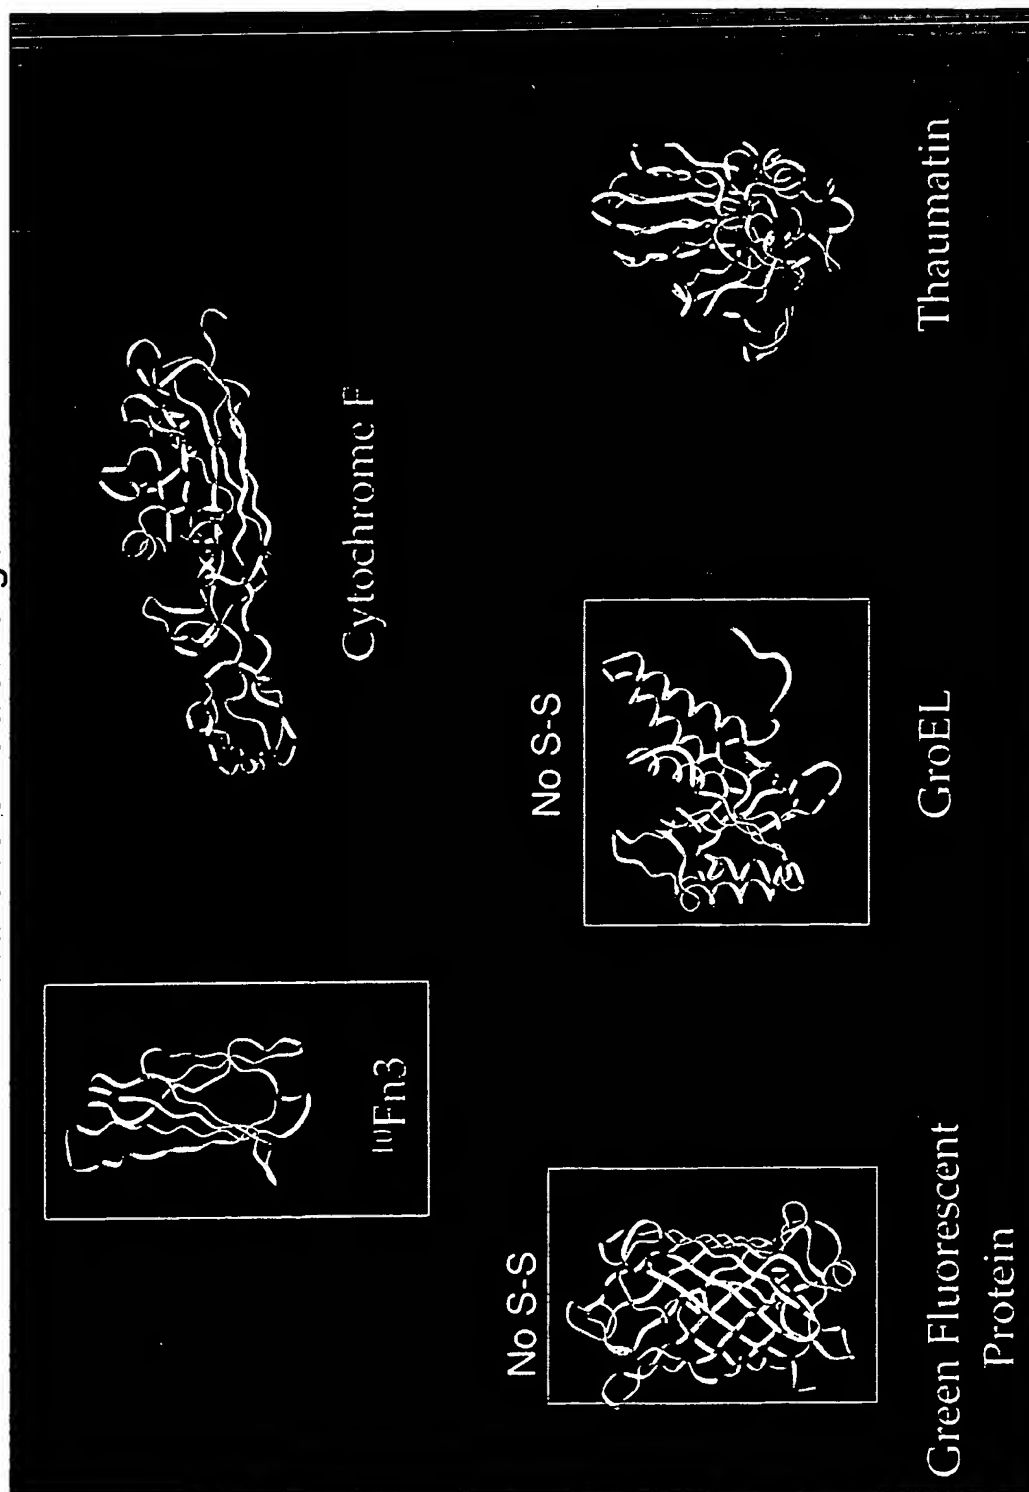 ¹⁰Fn3
Cytochrome F
No S-S
Green Fluorescent
Protein
No S-S
GroEL
Thaumatin